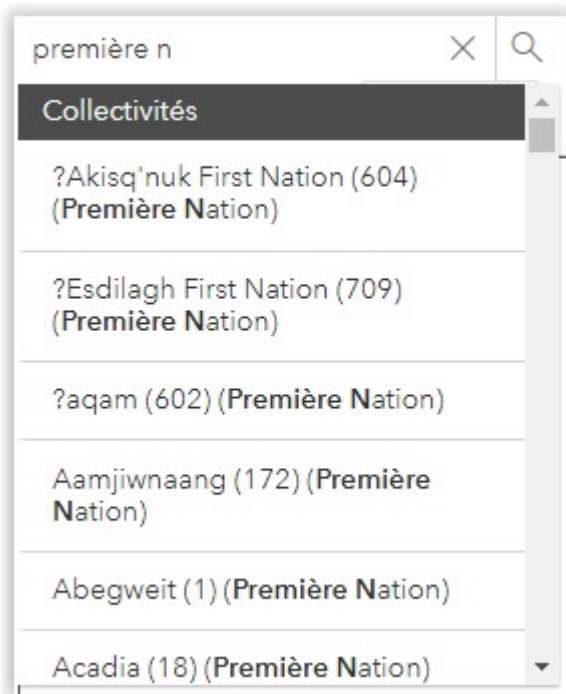 première n
Collectivités
?Akisq'nuk First Nation (604)
(Première Nation)
?Esdilagh First Nation (709)
(Première Nation)
?aqam (602) (Première Nation)
Aamjiwnaang (172) (Première
Nation)
Abegweit (1) (Première Nation)
Acadia (18) (Première Nation)